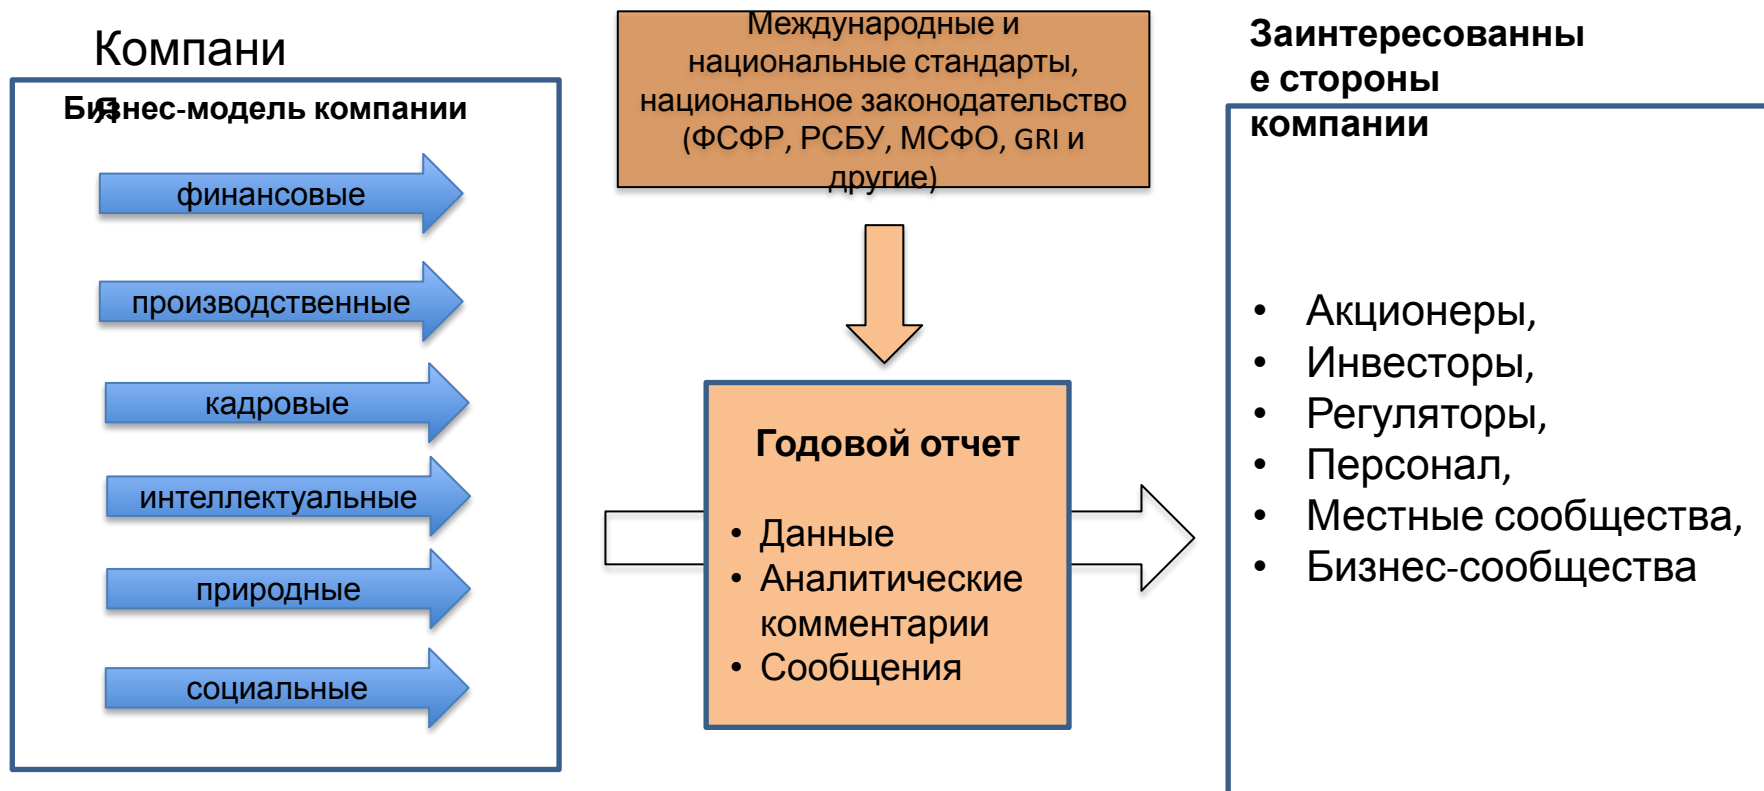 Компани
я
Бизнес-модель компании
финансовые
производственные
кадровые
интеллектуальные
природные
социальные
Международные и
национальные стандарты,
национальное законодательство
(ФСФР, РСБУ, МСФО, GRI и
другие)
Годовой отчет
• Данные
• Аналитические
комментарии
• Сообщения
Заинтересованны
е стороны
компании
• Акционеры,
• Инвесторы,
• Регуляторы,
• Персонал,
• Местные сообщества,
• Бизнес-сообщества